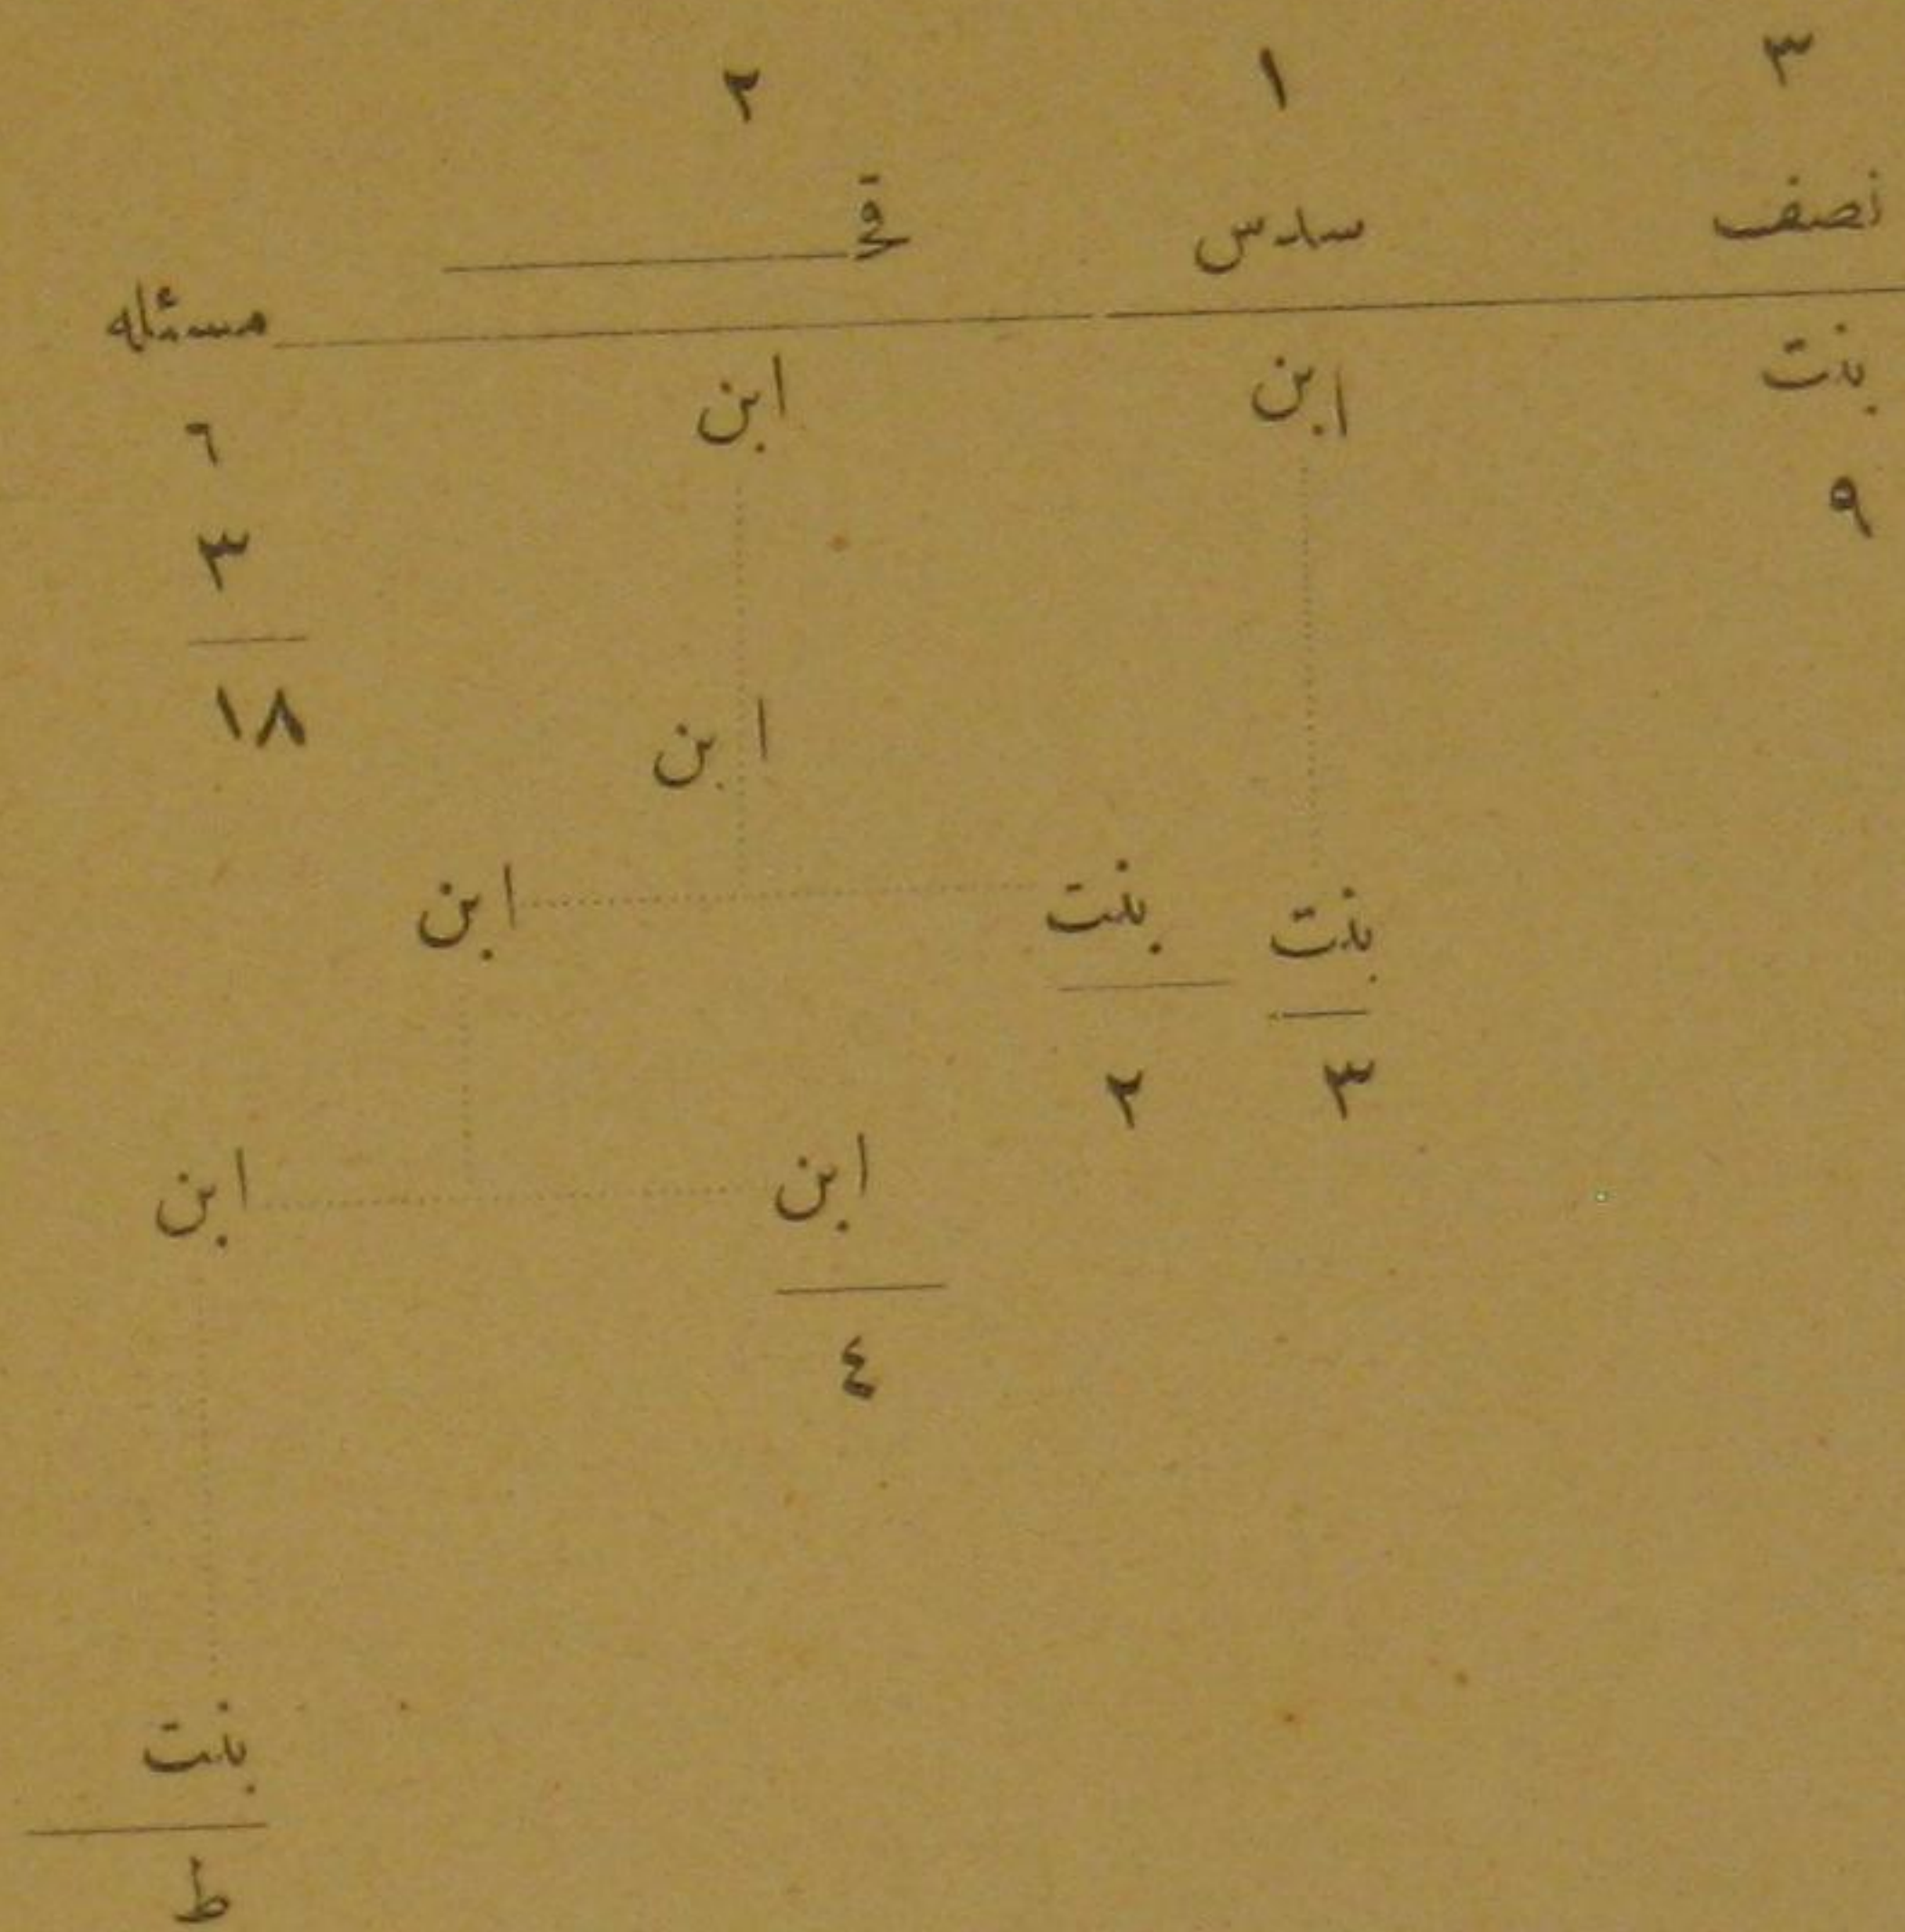 ٣ ١ ٢
نصف سدس قع
مسئله
بنت ابن ابن
٩ ٦
٣
١٨
ابن
بنت بنت ابن
٣ ٢
ابن ابن
٤
بنت
ط